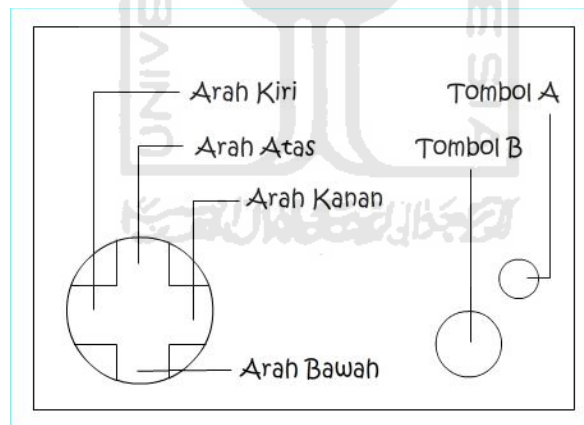 Arah Kiri
Tombol A
Arah Atas
Tombol B
Arah Kanan
Arah Bawah